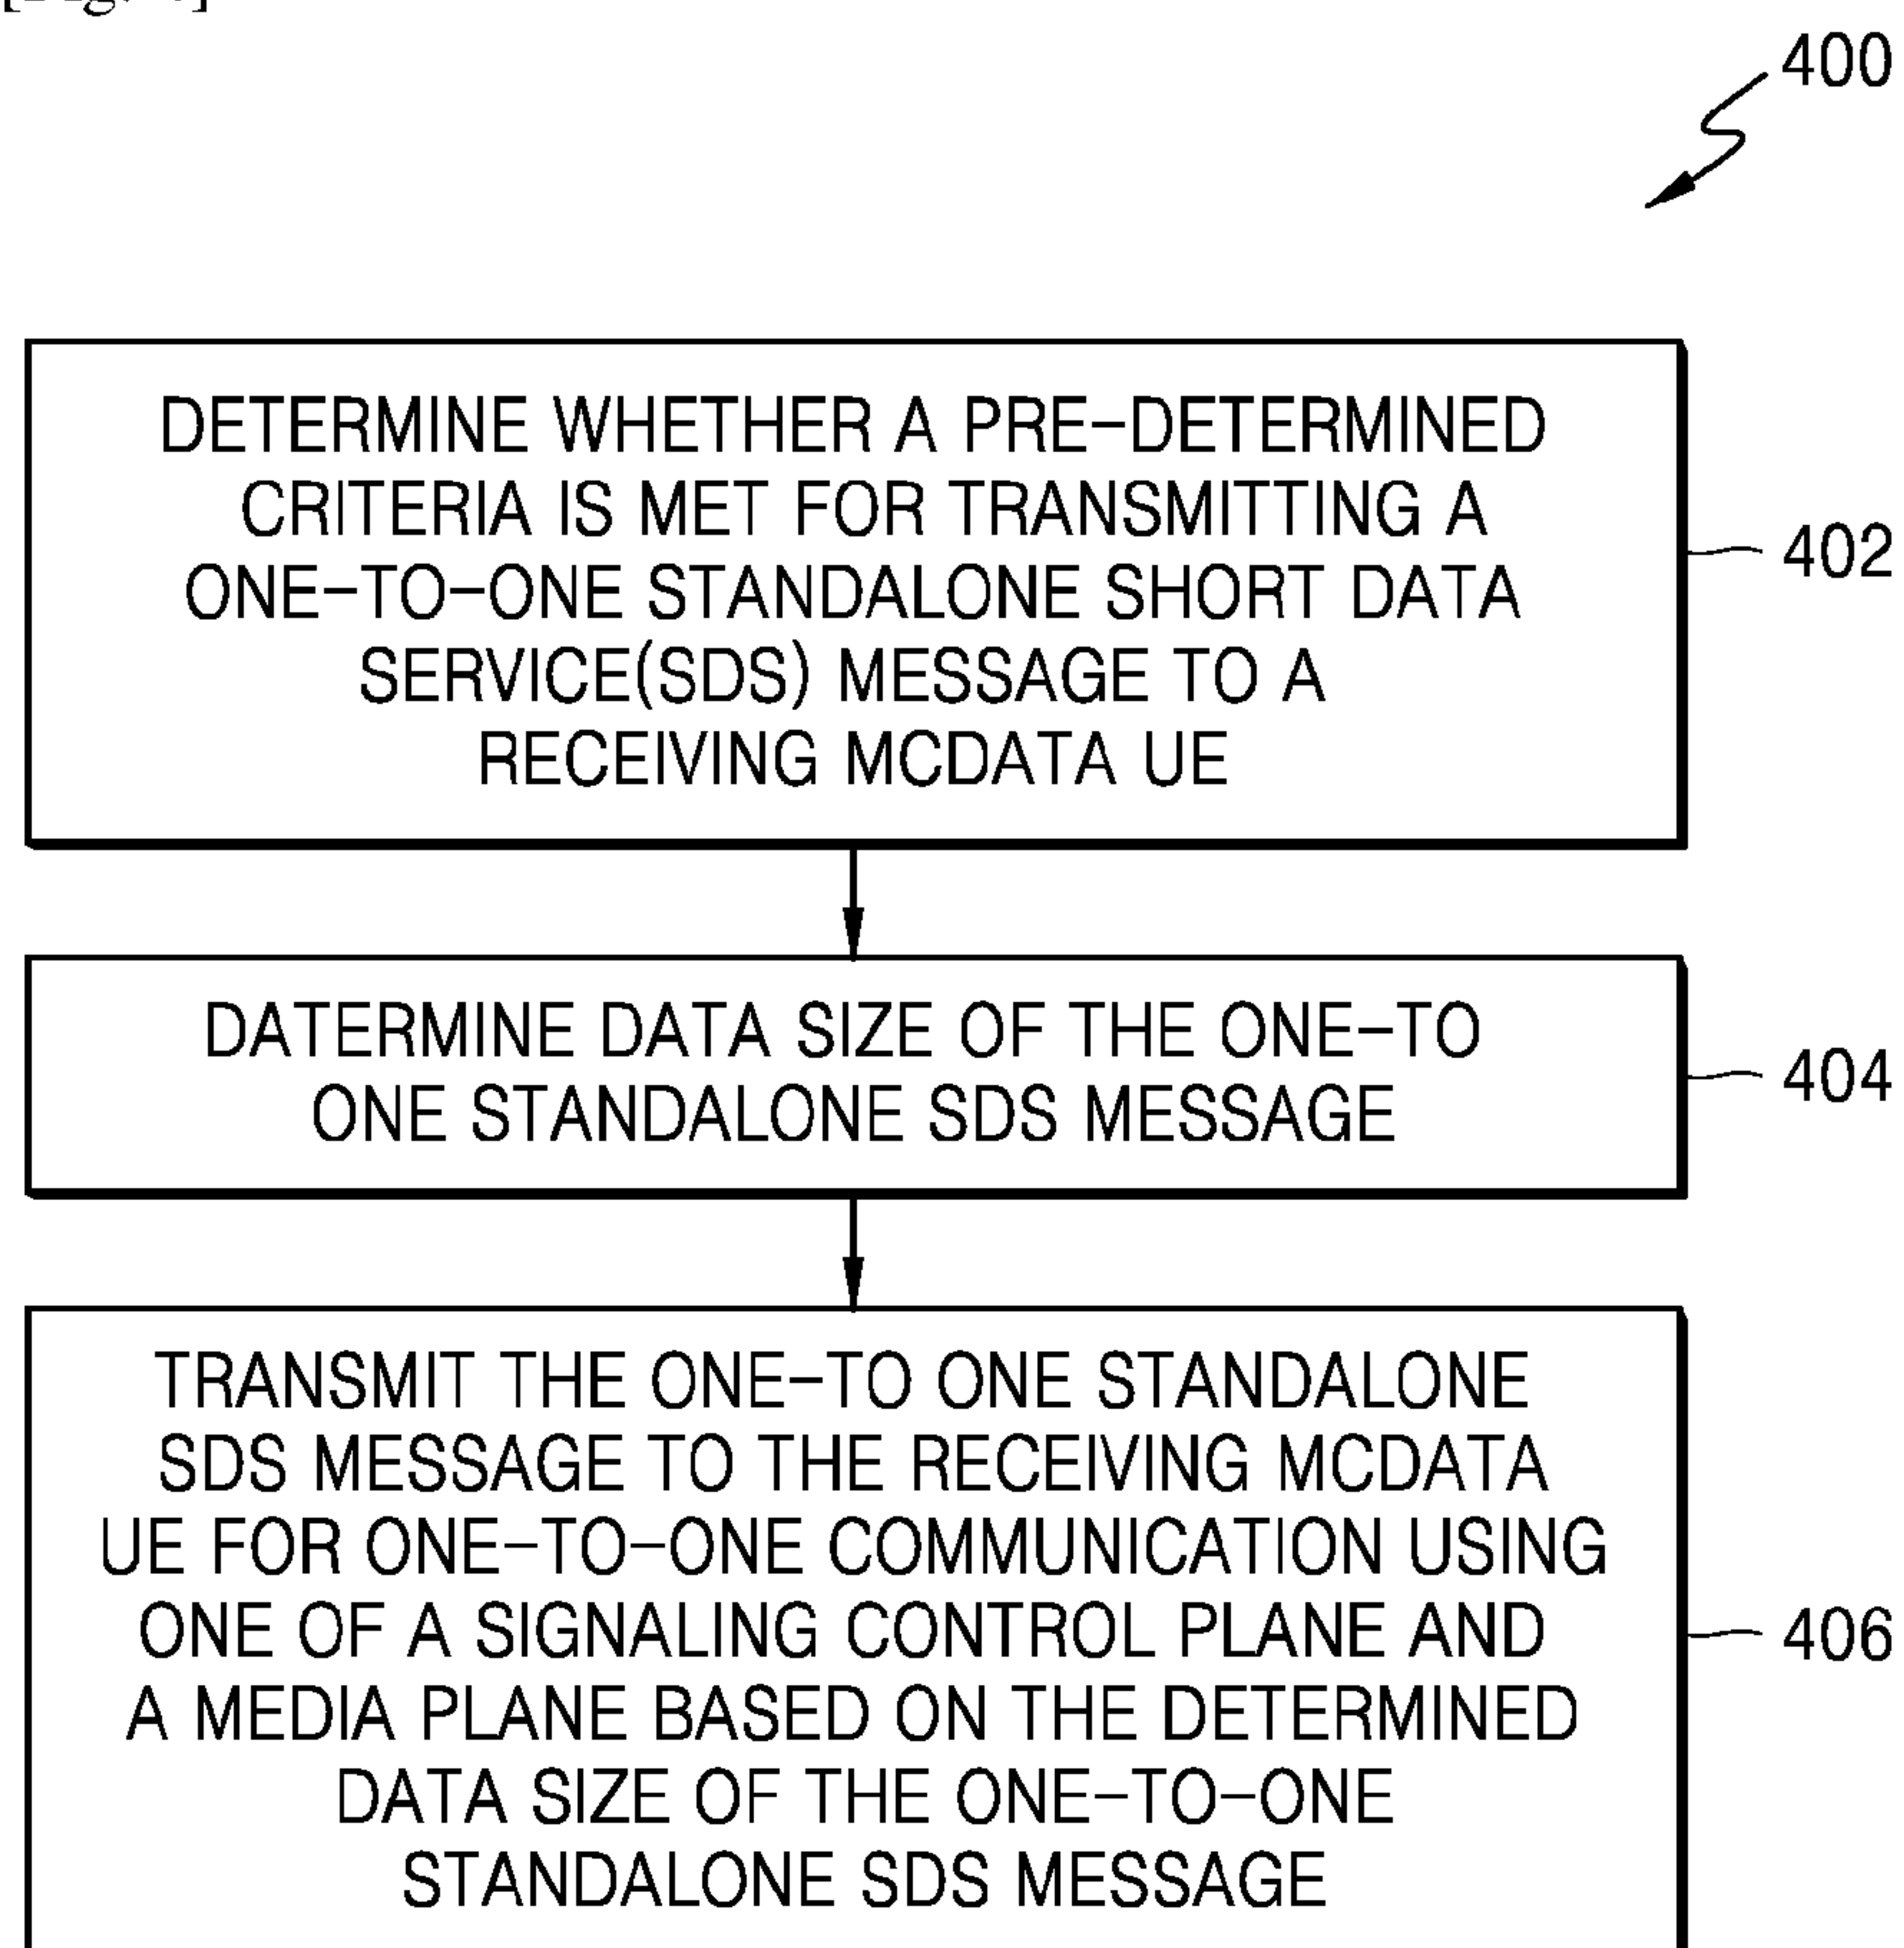 400
DETERMINE WHETHER A PRE-DETERMINED
CRITERIA IS MET FOR TRANSMITTING A
ONE-TO-ONE STANDALONE SHORT DATA
SERVICE(SDS) MESSAGE TO A
RECEIVING MCDATA UE
402
DATERMINE DATA SIZE OF THE ONE-TO
ONE STANDALONE SDS MESSAGE
404
TRANSMIT THE ONE-TO ONE STANDALONE
SDS MESSAGE TO THE RECEIVING MCDATA
UE FOR ONE-TO-ONE COMMUNICATION USING
ONE OF A SIGNALING CONTROL PLANE AND
A MEDIA PLANE BASED ON THE DETERMINED
DATA SIZE OF THE ONE-TO-ONE
STANDALONE SDS MESSAGE
406